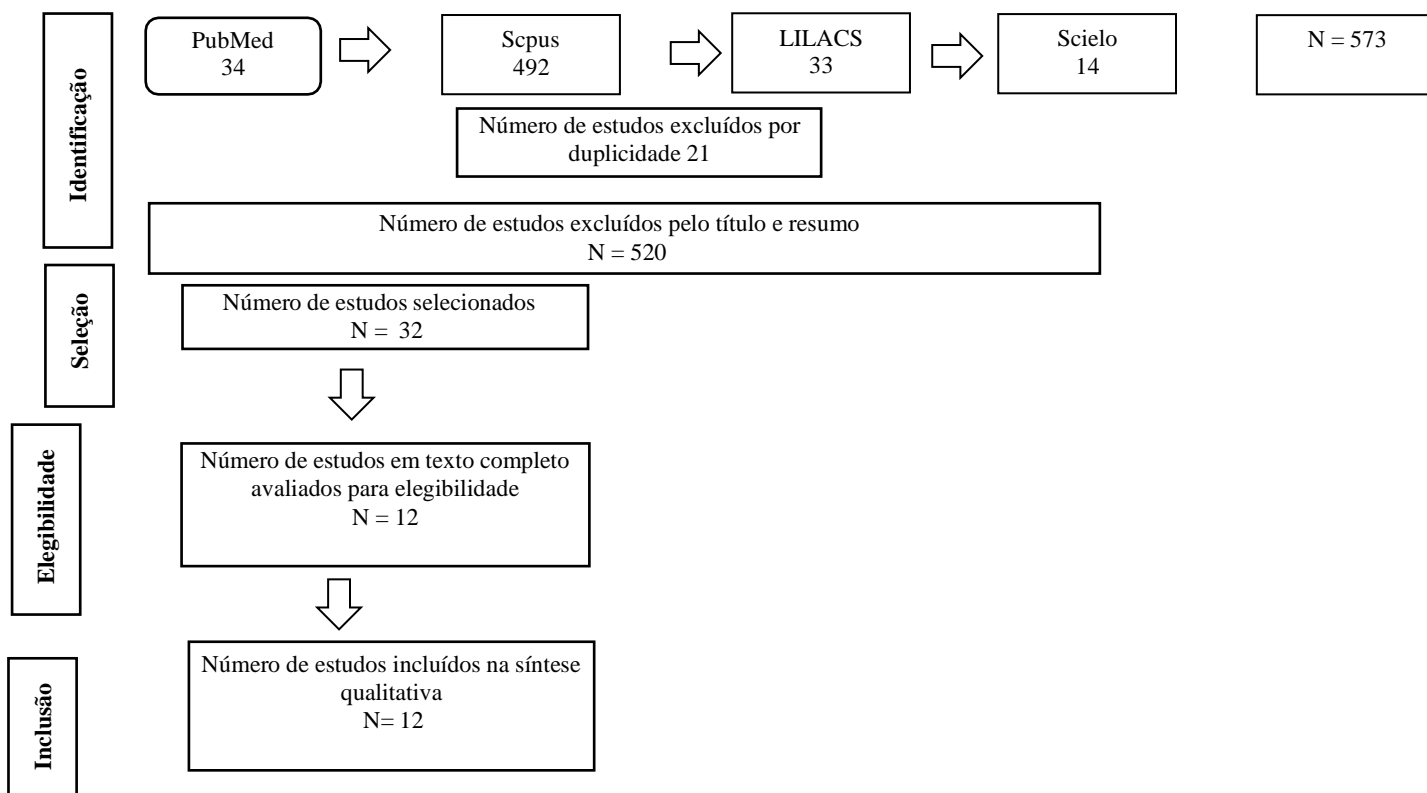 Identificação
PubMed
34
Scpus
492
LILACS
33
Scielo
14
N = 573
Número de estudos excluídos por
duplicidade 21
Número de estudos excluídos pelo título e resumo
N = 520
Seleção
Número de estudos selecionados
N = 32
Elegibilidade
Número de estudos em texto completo
avaliados para elegibilidade
N = 12
Inclusão
Número de estudos incluídos na síntese
qualitativa
N= 12